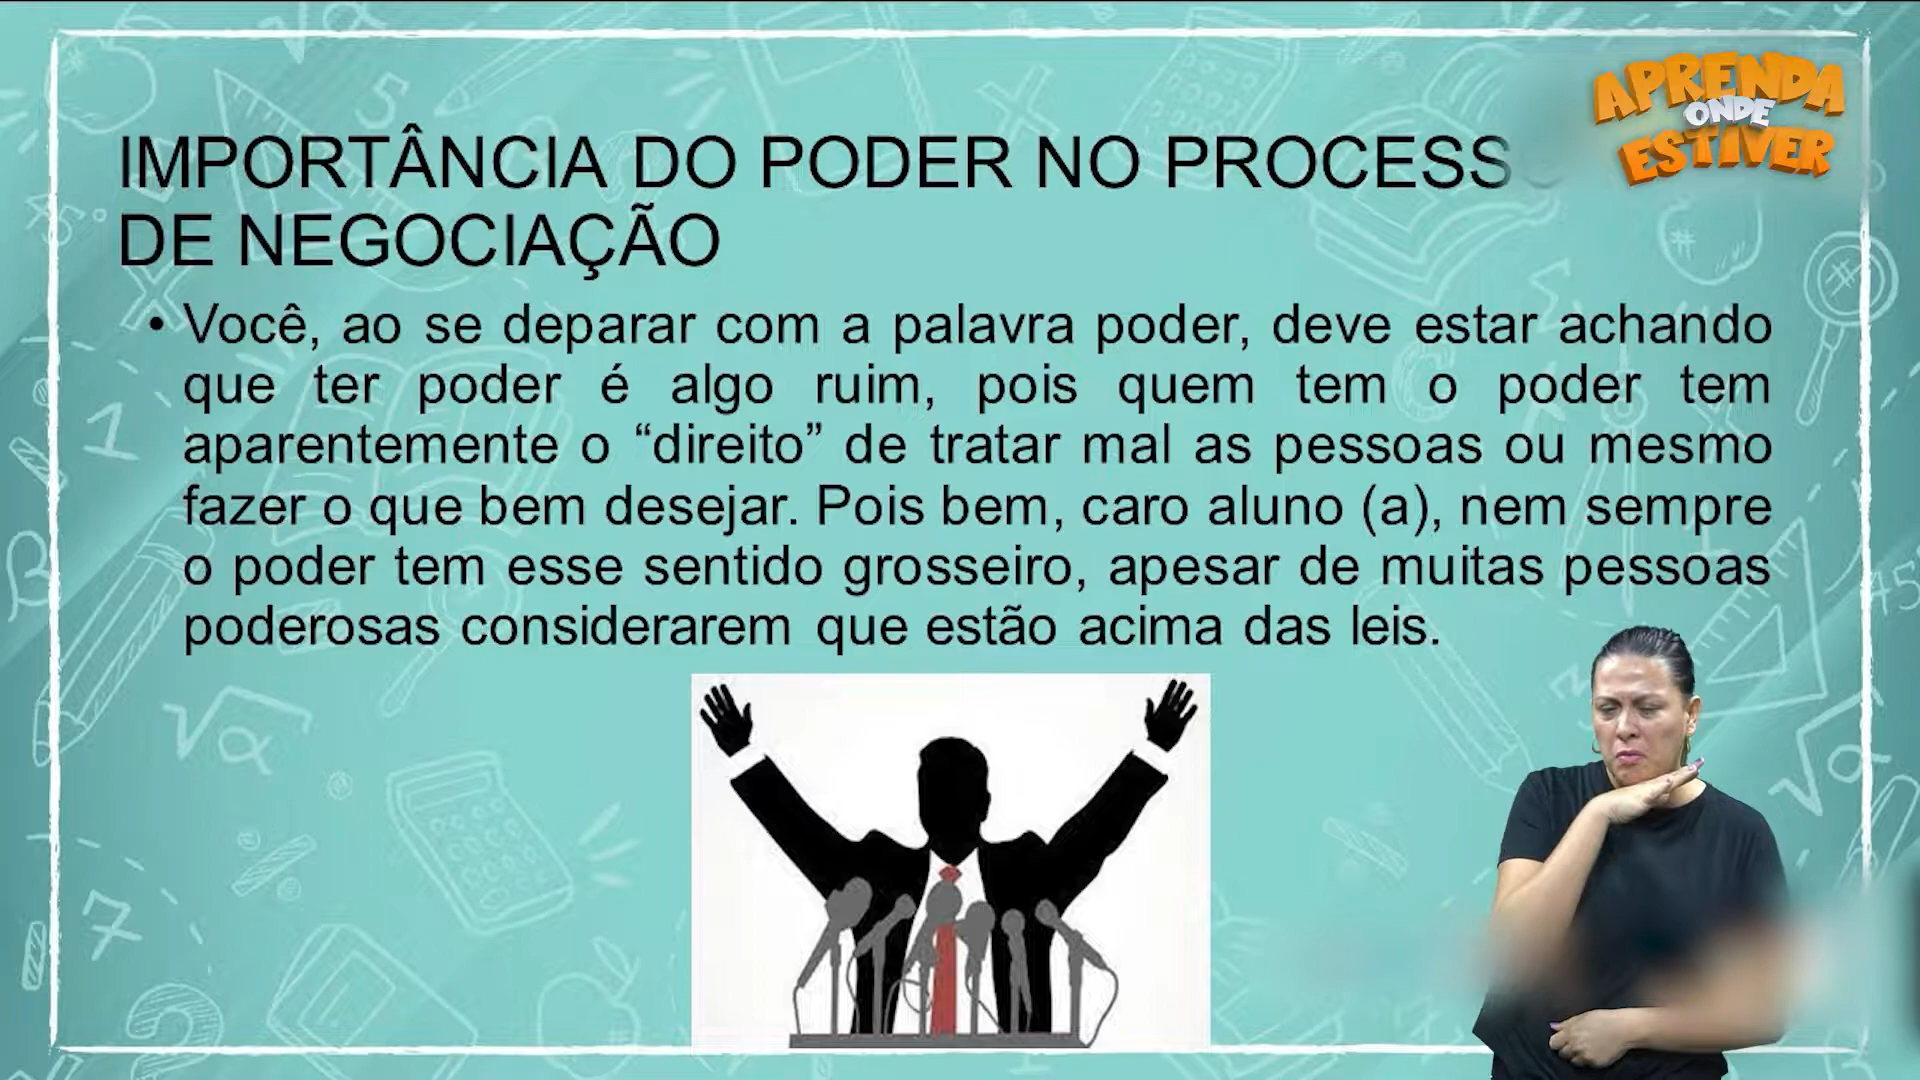 APRENDA
ONDE
ESTIVER
IMPORTÂNCIA DO PODER NO PROCESSO
DE NEGOCIAÇÃO
• Você, ao se deparar com a palavra poder, deve estar achando
que ter poder é algo ruim, pois quem tem o poder tem
aparentemente o “direito” de tratar mal as pessoas ou mesmo
fazer o que bem desejar. Pois bem, caro aluno (a), nem sempre
o poder tem esse sentido grosseiro, apesar de muitas pessoas
poderosas considerarem que estão acima das leis.